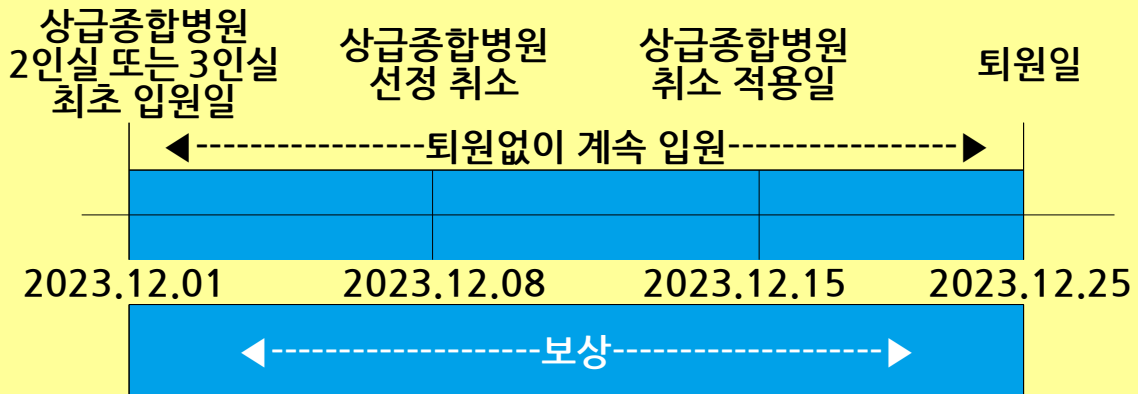 상급종합병원
2인실 또는 3인실
최초 입원일
상급종합병원
선정 취소
상급종합병원
취소 적용일
퇴원일
◀-----------------퇴원없이 계속 입원-----------------▶
2023.12.01
2023.12.08
2023.12.15
2023.12.25
◀--------------------보상--------------------▶